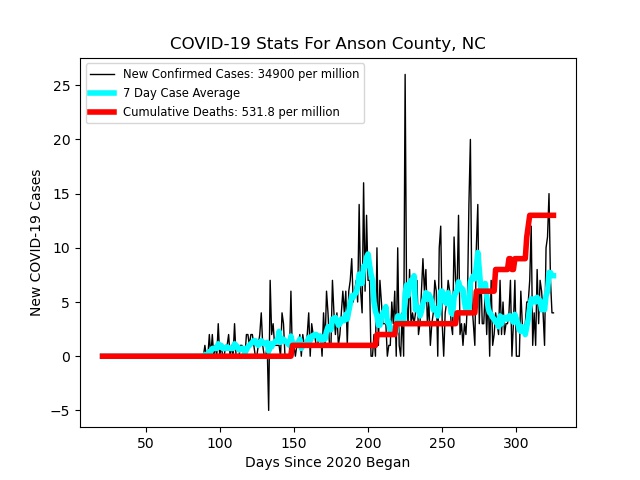 COVID-19 Stats For Anson County, NC
New Confirmed Cases: 34900 per million
7 Day Case Average
Cumulative Deaths: 531.8 per million
New COVID-19 Cases
25
20
15
10
5
0
−5
50 100 150 200 250 300
Days Since 2020 Began